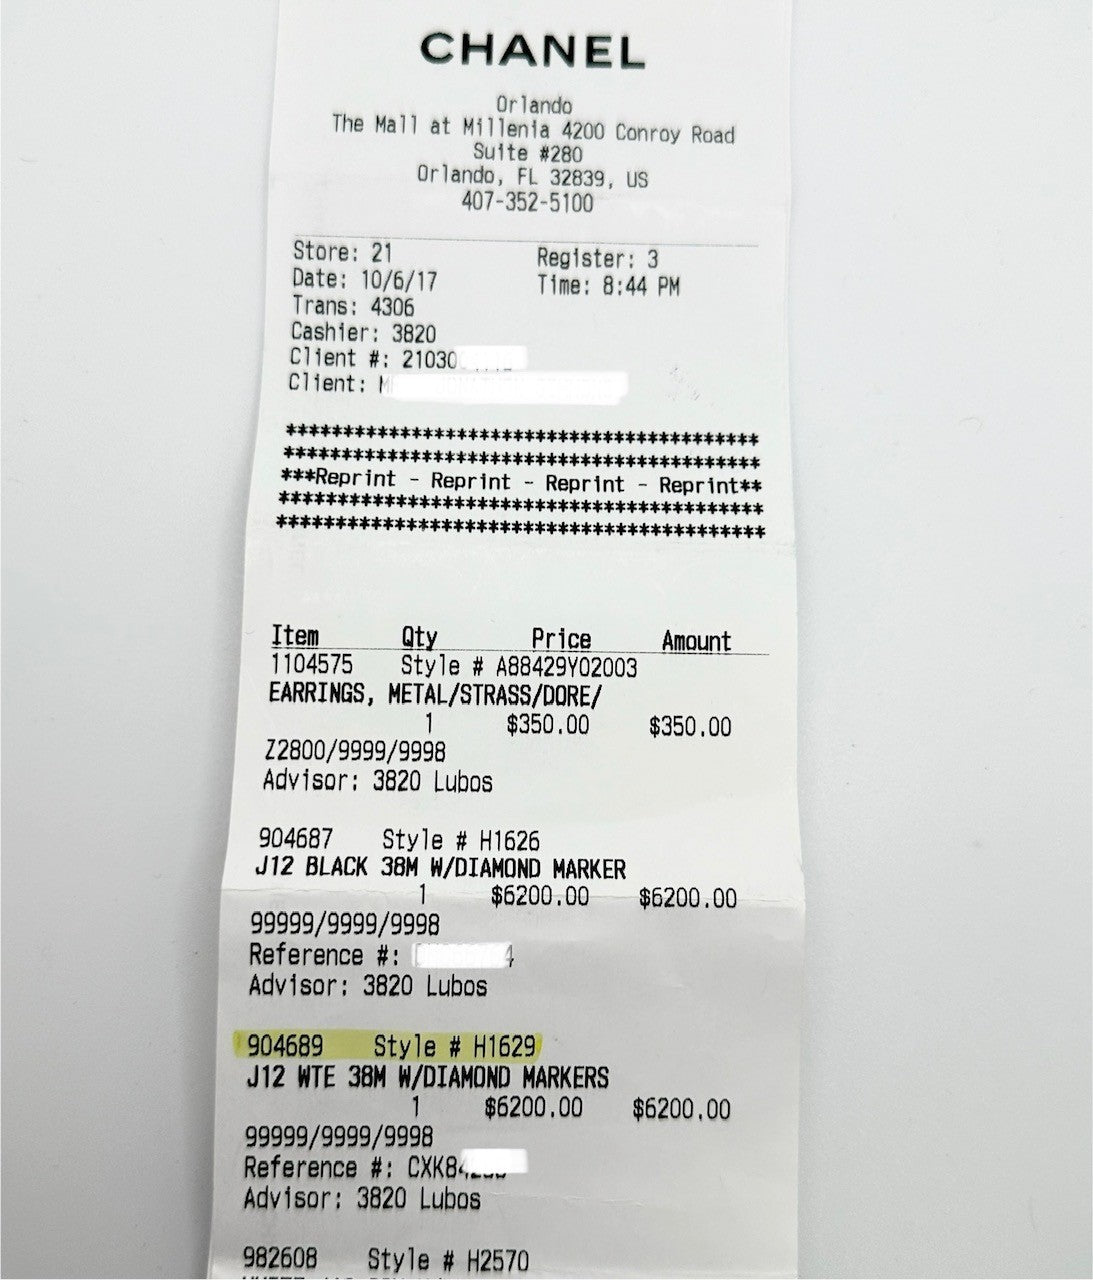 CHANEL
Orlando
The Mall at Millenia 4200 Conroy Road
Suite #280
Orlando, FL 32839, US
407-352-5100
Store: 21 Register: 3
Date: 10/6/17 Time: 8:44 PM
Trans: 4306
Cashier: 3820
Client #: 21030
Client: M
*****************************************
*****************************************
***Reprint - Reprint - Reprint - Reprint**
*****************************************
*****************************************
Item Qty Price Amount
1104575 Style # A88429Y02003
EARRINGS, METAL/STRASS/DORE/
1 $350.00 $350.00
Z2800/9999/9998
Advisor: 3820 Lubos
904687 Style # H1626
J12 BLACK 38M W/DIAMOND MARKER
1 $6200.00 $6200.00
99999/9999/9998
Reference #: 4
Advisor: 3820 Lubos
904689 Style # H1629
J12 WTE 38M W/DIAMOND MARKERS
1 $6200.00 $6200.00
99999/9999/9998
Reference #: CXK84
Advisor: 3820 Lubos
982608 Style # H2570